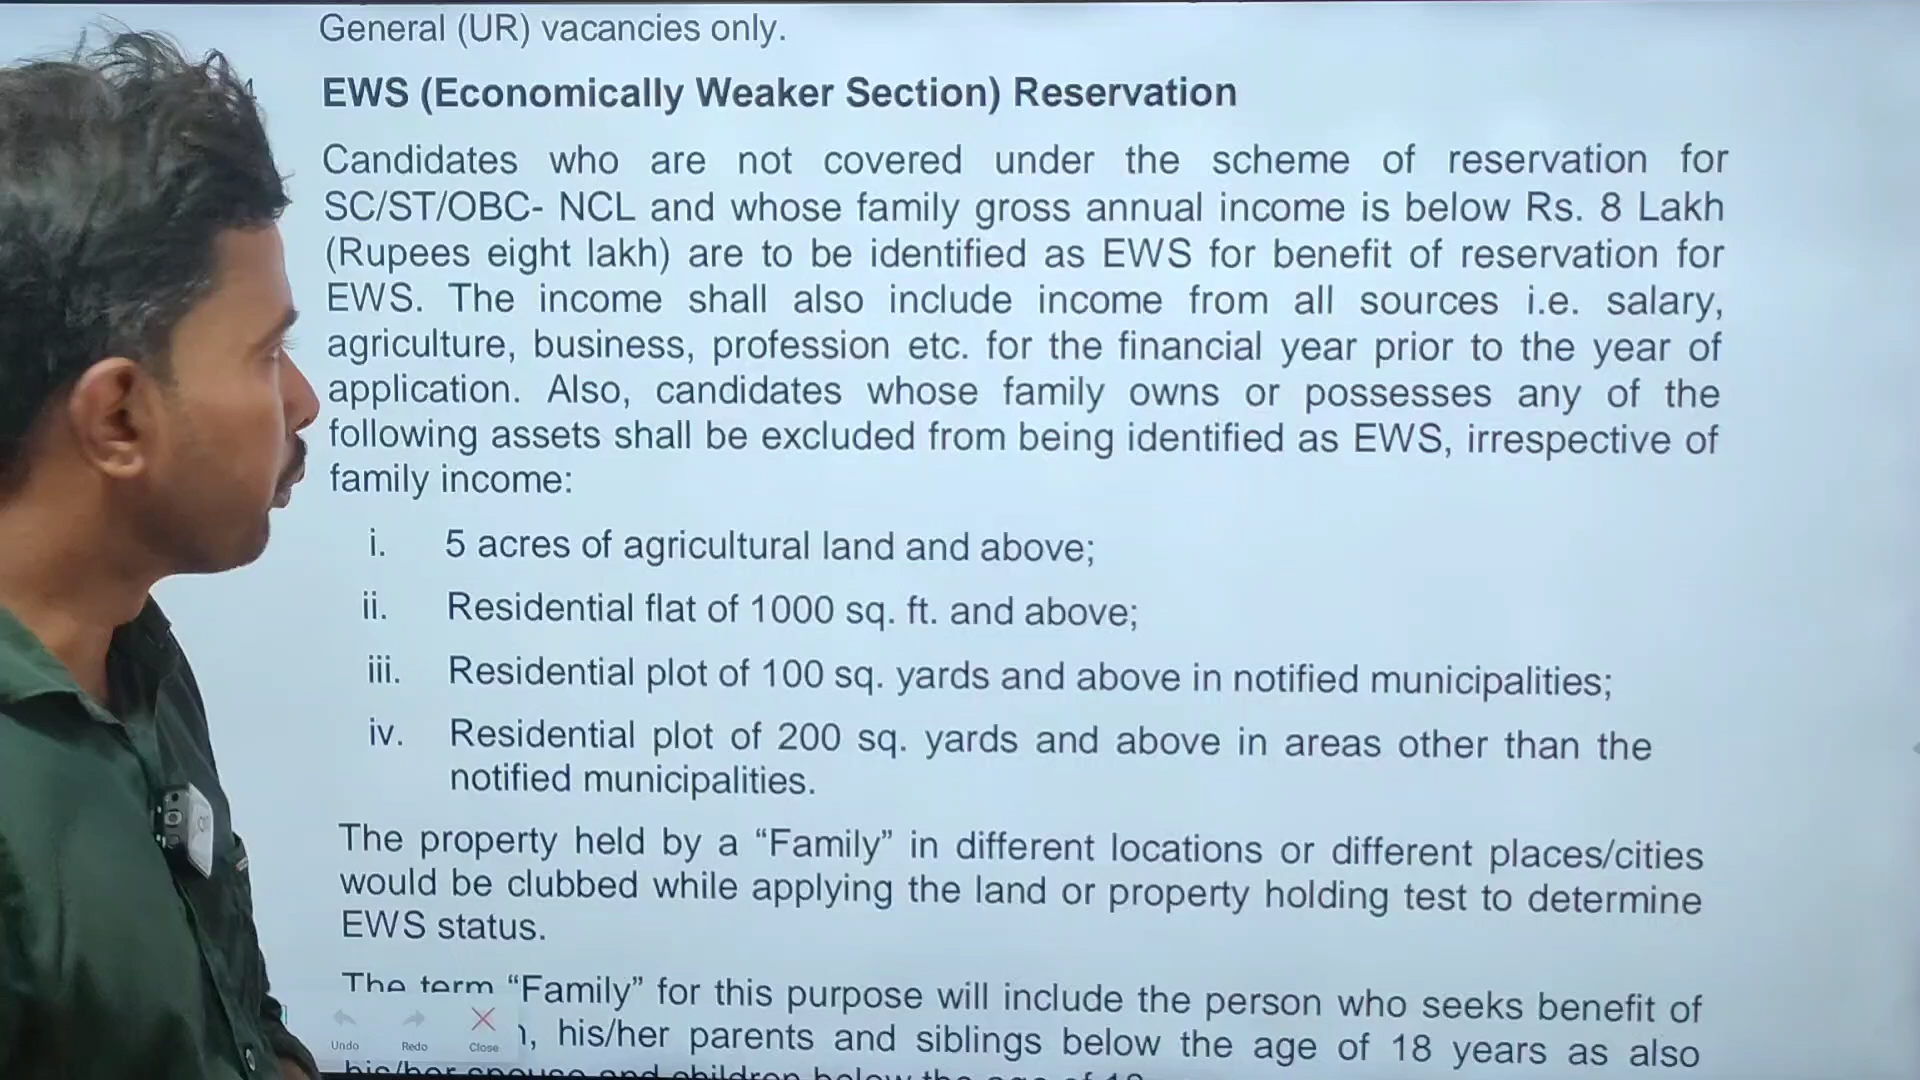 General (UR) vacancies only.
EWS (Economically Weaker Section) Reservation
Candidates who are not covered under the scheme of reservation for
SC/ST/OBC- NCL and whose family gross annual income is below Rs. 8 Lakh
(Rupees eight lakh) are to be identified as EWS for benefit of reservation for
EWS. The income shall also include income from all sources i.e. salary,
agriculture, business, profession etc. for the financial year prior to the year of
application. Also, candidates whose family owns or possesses any of the
following assets shall be excluded from being identified as EWS, irrespective of
family income:
i. 5 acres of agricultural land and above;
ii. Residential flat of 1000 sq. ft. and above;
iii. Residential plot of 100 sq. yards and above in notified municipalities;
iv. Residential plot of 200 sq. yards and above in areas other than the
notified municipalities.
The property held by a “Family” in different locations or different places/cities
would be clubbed while applying the land or property holding test to determine
EWS status.
The term “Family” for this purpose will include the person who seeks benefit of
his/her parents and siblings below the age of 18 years as also
his/her spouse and children below the age of 18
Undo Redo Close